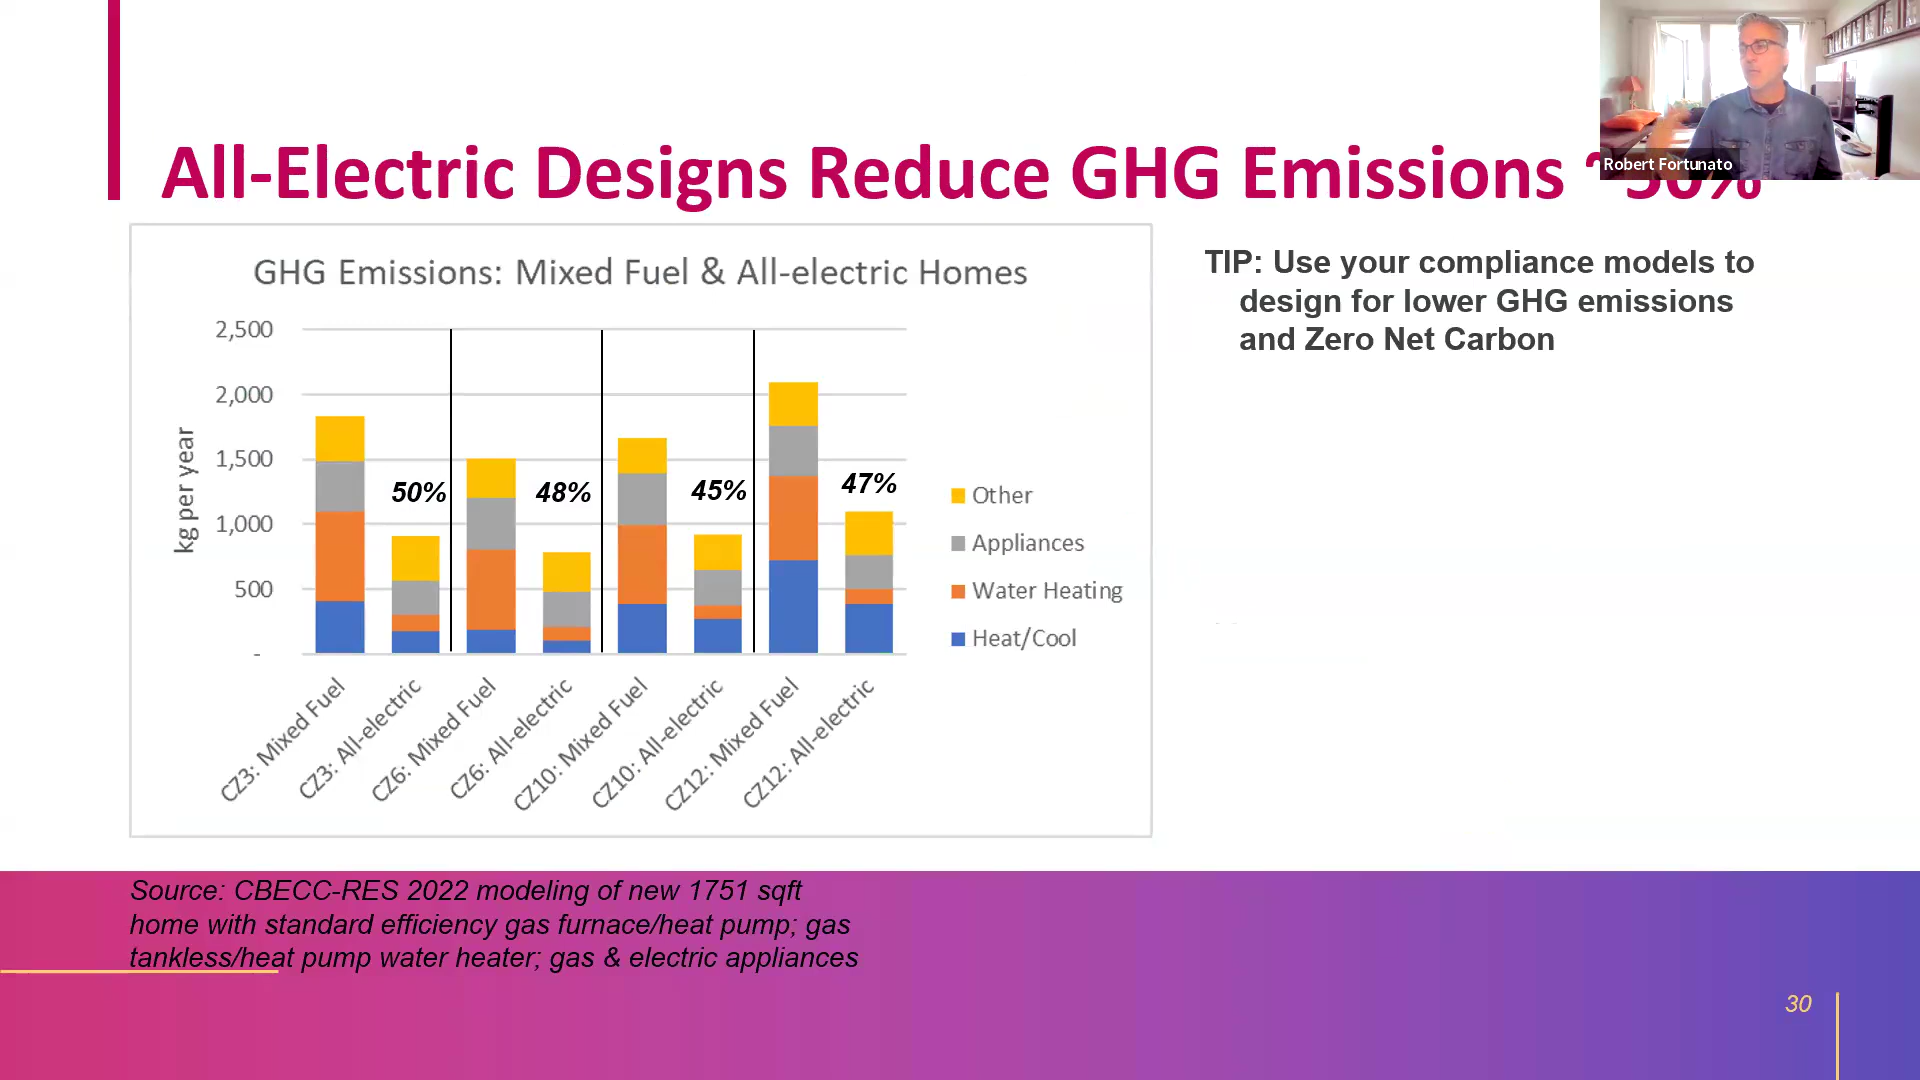 Robert Fortunato
All-Electric Designs Reduce GHG Emissions ~50%
GHG Emissions: Mixed Fuel & All-electric Homes
TIP: Use your compliance models to
design for lower GHG emissions
and Zero Net Carbon
kg per year
2,500
2,000
1,500
1,000
500
-
50%
48%
45%
47%
Other
Appliances
Water Heating
Heat/Cool
CZ3: Mixed Fuel
CZ3: All-electric
CZ6: Mixed Fuel
CZ6: All-electric
CZ10: Mixed Fuel
CZ10: All-electric
CZ12: Mixed Fuel
CZ12: All-electric
Source: CBECC-RES 2022 modeling of new 1751 sqft
home with standard efficiency gas furnace/heat pump; gas
tankless/heat pump water heater; gas & electric appliances
30